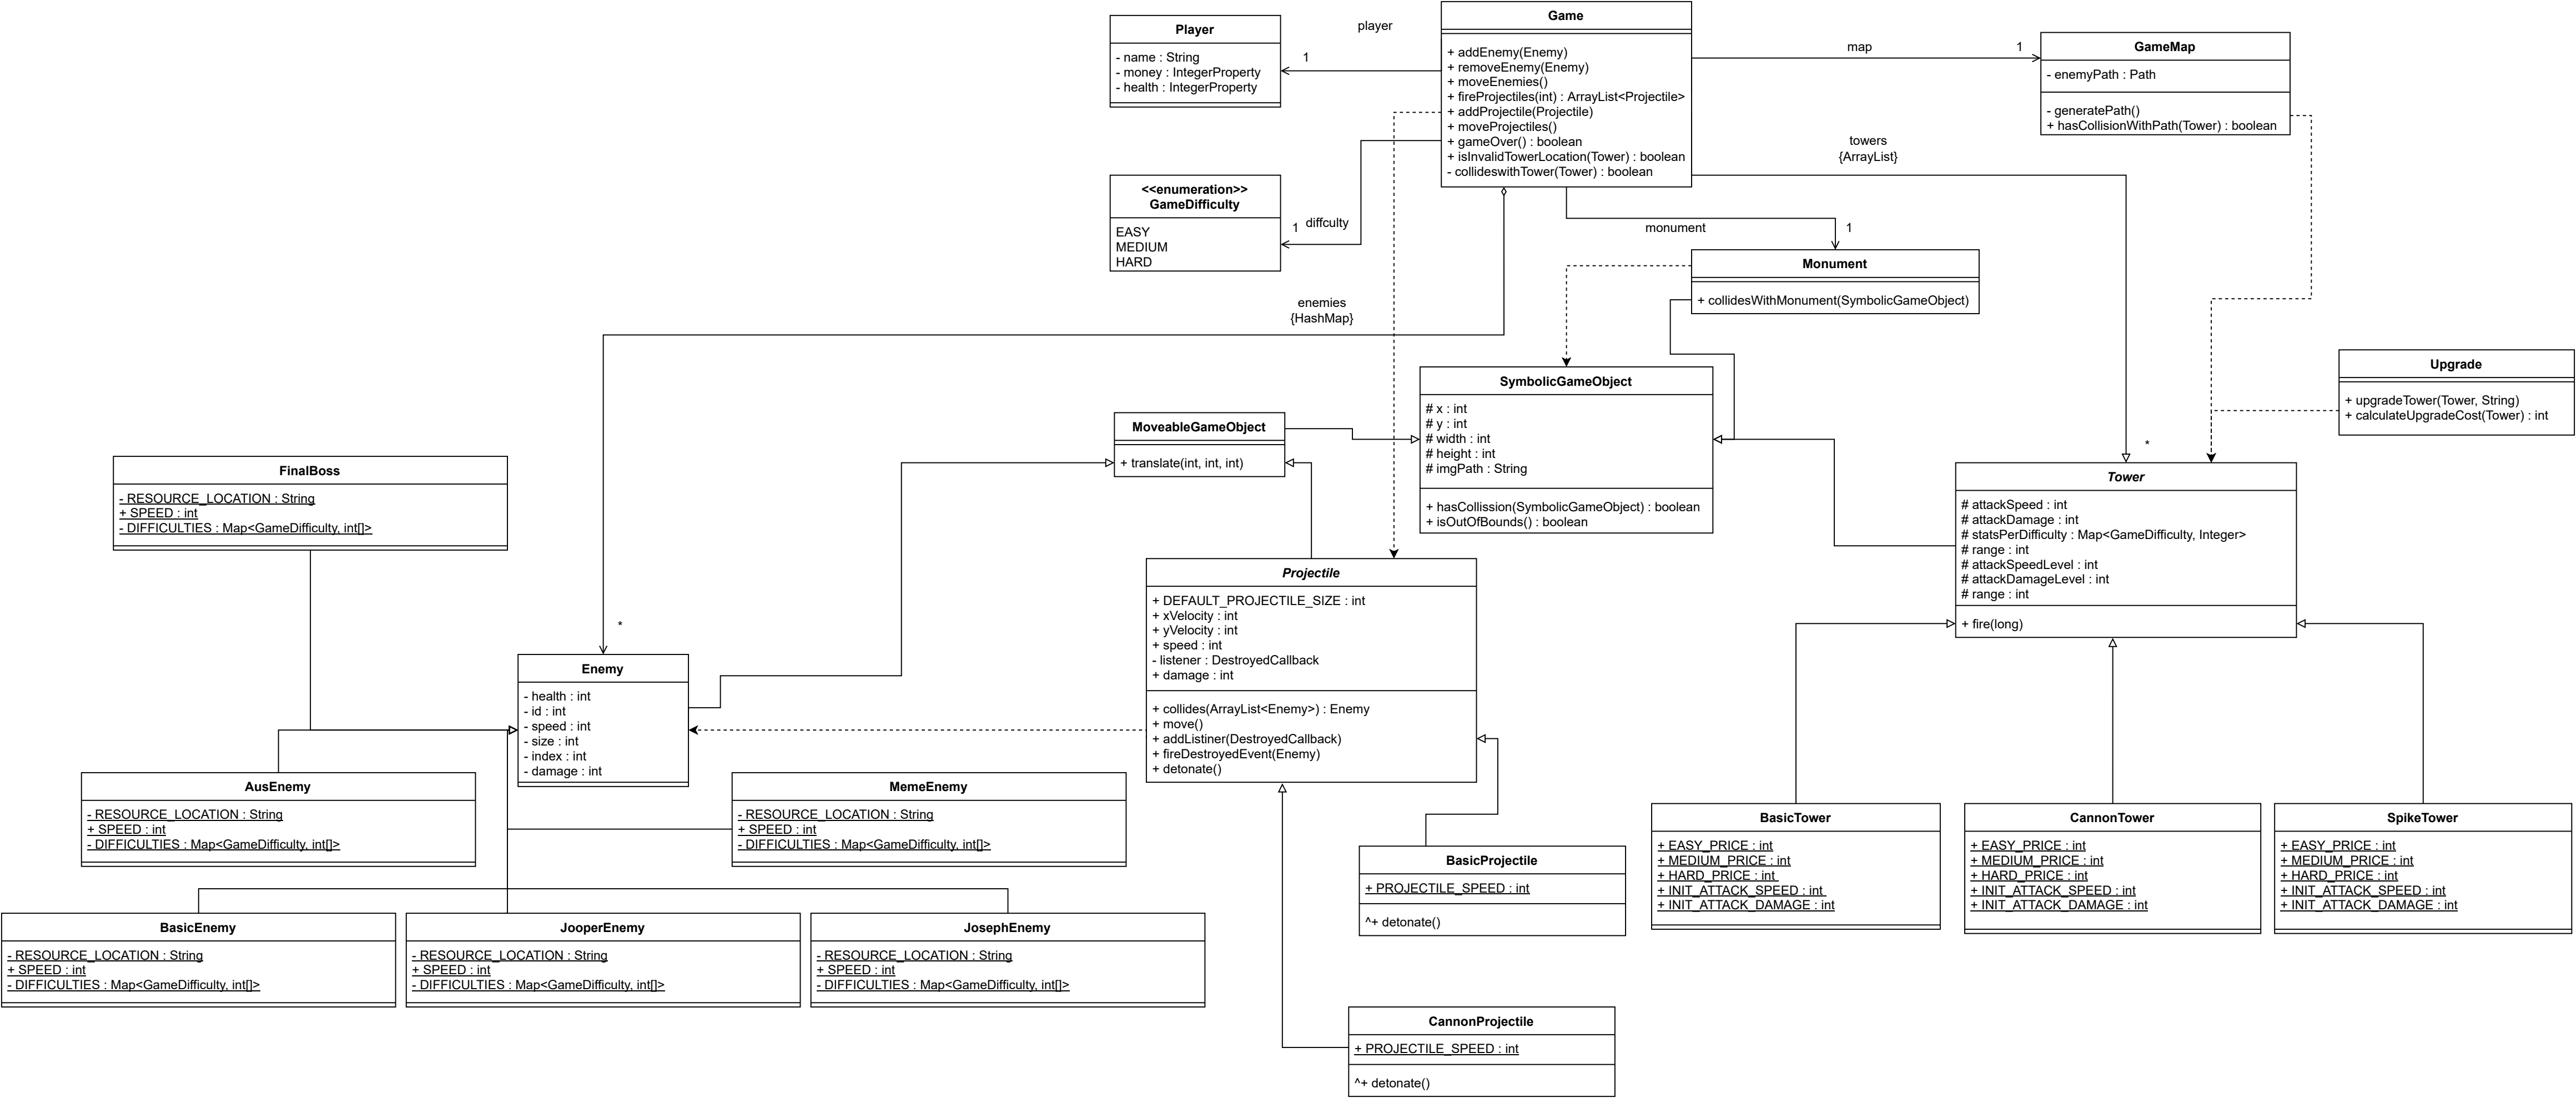 Player
- name : String
- money : IntegerProperty
- health : IntegerProperty
player
1
Game
+ addEnemy(Enemy)
+ removeEnemy(Enemy)
+ moveEnemies()
+ fireProjectiles(int) : ArrayList<Projectile>
+ addProjectile(Projectile)
+ moveProjectiles()
+ gameOver() : boolean
+ isInvalidTowerLocation(Tower) : boolean
- collideswithTower(Tower) : boolean
map
1
GameMap
- enemyPath : Path
- generatePath()
+ hasCollisionWithPath(Tower) : boolean
towers
{ArrayList}
<<enumeration>>
GameDifficulty
EASY
MEDIUM
HARD
1
diffculty
monument
1
Monument
+ collidesWithMonument(SymbolicGameObject)
enemies
{HashMap}
Upgrade
+ upgradeTower(Tower, String)
+ calculateUpgradeCost(Tower) : int
SymbolicGameObject
# x : int
# y : int
# width : int
# height : int
# imgPath : String
+ hasCollission(SymbolicGameObject) : boolean
+ isOutOfBounds() : boolean
MoveableGameObject
+ translate(int, int, int)
*
FinalBoss
- RESOURCE_LOCATION : String
+ SPEED : int
- DIFFICULTIES : Map<GameDifficulty, int[]>
Tower
# attackSpeed : int
# attackDamage : int
# statsPerDifficulty : Map<GameDifficulty, Integer>
# range : int
# attackSpeedLevel : int
# attackDamageLevel : int
# range : int
+ fire(long)
Projectile
+ DEFAULT_PROJECTILE_SIZE : int
+ xVelocity : int
+ yVelocity : int
+ speed : int
- listener : DestroyedCallback
+ damage : int
+ collides(ArrayList<Enemy>) : Enemy
+ move()
+ addListiner(DestroyedCallback)
+ fireDestroyedEvent(Enemy)
+ detonate()
*
Enemy
- health : int
- id : int
- speed : int
- size : int
- index : int
- damage : int
AusEnemy
- RESOURCE_LOCATION : String
+ SPEED : int
- DIFFICULTIES : Map<GameDifficulty, int[]>
MemeEnemy
- RESOURCE_LOCATION : String
+ SPEED : int
- DIFFICULTIES : Map<GameDifficulty, int[]>
BasicTower
+ EASY_PRICE : int
+ MEDIUM_PRICE : int
+ HARD_PRICE : int
+ INIT_ATTACK_SPEED : int
+ INIT_ATTACK_DAMAGE : int
CannonTower
+ EASY_PRICE : int
+ MEDIUM_PRICE : int
+ HARD_PRICE : int
+ INIT_ATTACK_SPEED : int
+ INIT_ATTACK_DAMAGE : int
SpikeTower
+ EASY_PRICE : int
+ MEDIUM_PRICE : int
+ HARD_PRICE : int
+ INIT_ATTACK_SPEED : int
+ INIT_ATTACK_DAMAGE : int
BasicProjectile
+ PROJECTILE_SPEED : int
^+ detonate()
BasicEnemy
- RESOURCE_LOCATION : String
+ SPEED : int
- DIFFICULTIES : Map<GameDifficulty, int[]>
JooperEnemy
- RESOURCE_LOCATION : String
+ SPEED : int
- DIFFICULTIES : Map<GameDifficulty, int[]>
JosephEnemy
- RESOURCE_LOCATION : String
+ SPEED : int
- DIFFICULTIES : Map<GameDifficulty, int[]>
CannonProjectile
+ PROJECTILE_SPEED : int
^+ detonate()